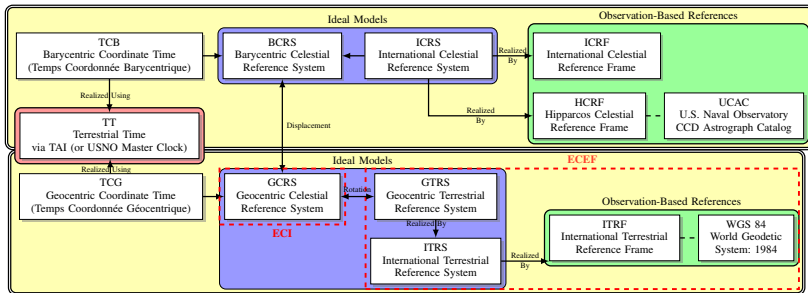 Ideal Models
Observation-Based References
TCB
Barycentric Coordinate Time
(Temps Coordonnée Barycentrique)
BCRS
Barycentric Celestial
Reference System
ICRS
International Celestial
Reference System
Realized
By
ICRF
International Celestial
Reference Frame
Realized Using
Realized
By
HCRF
Hipparcos Celestial
Reference Frame
UCAC
U.S. Naval Observatory
CCD Astrograph Catalog
TT
Terrestrial Time
via TAI (or USNO Master Clock)
Displacement
Realized Using
Ideal Models
ECEF
TCG
Geocentric Coordinate Time
(Temps Coordonnée Géocentrique)
GCRS
Geocentric Celestial
Reference System
ECI
Rotation
GTRS
Geocentric Terrestrial
Reference System
Realized By
ITRS
International Terrestrial
Reference System
Realized
By
Observation-Based References
ITRF
International Terrestrial
Reference Frame
WGS 84
World Geodetic
System: 1984